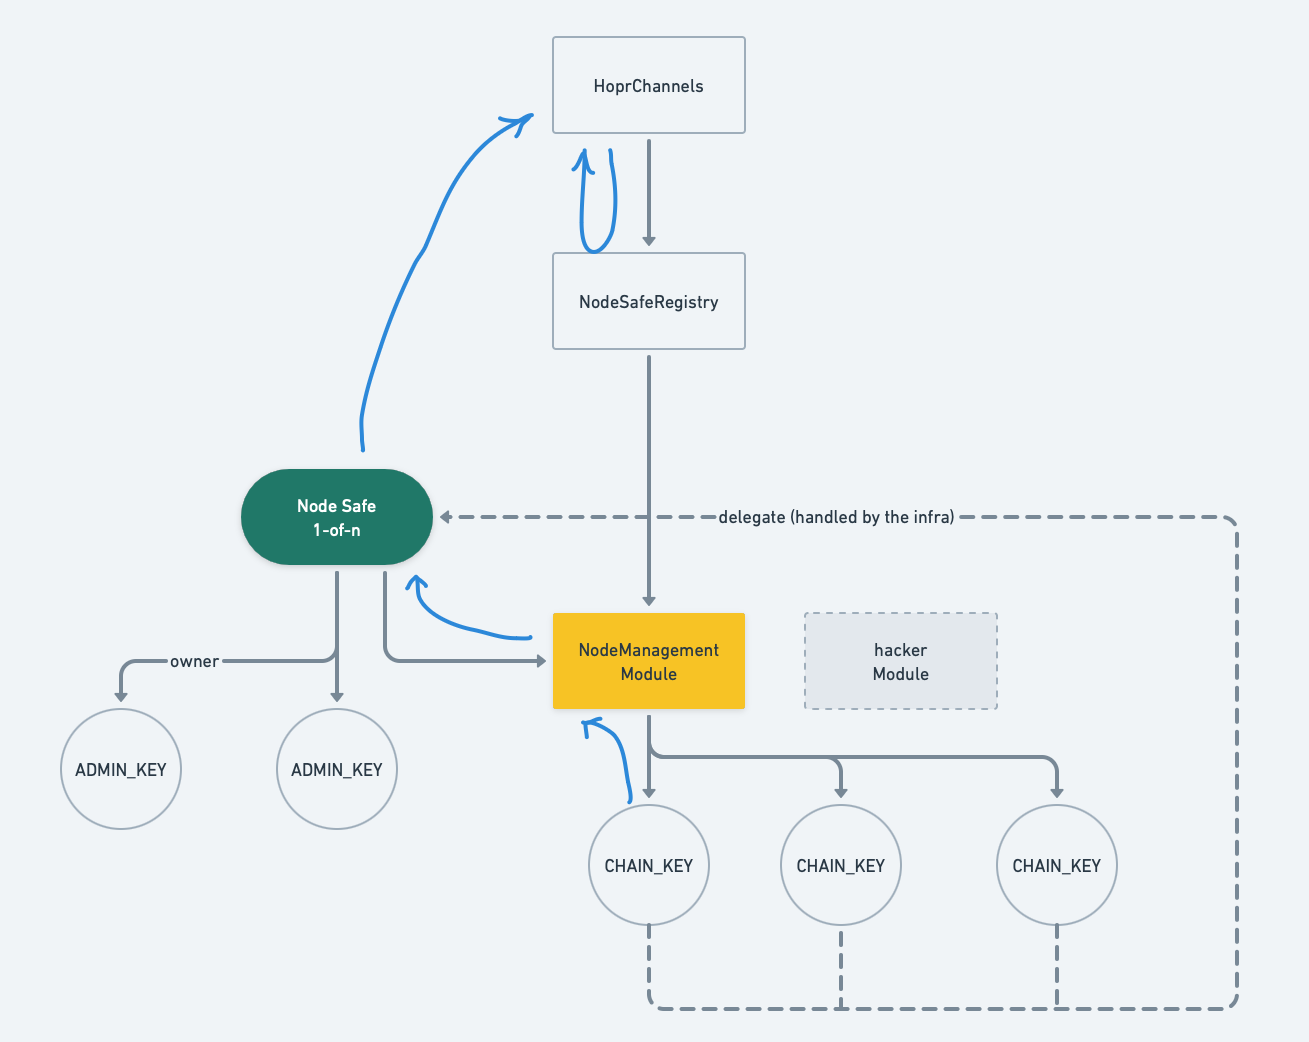 HoprChannels
NodeSafeRegistry
Node Safe
1-of-n
delegate (handled by the infra)
NodeManagement
Module
hacker
Module
owner
ADMIN_KEY
ADMIN_KEY
CHAIN_KEY
CHAIN_KEY
CHAIN_KEY